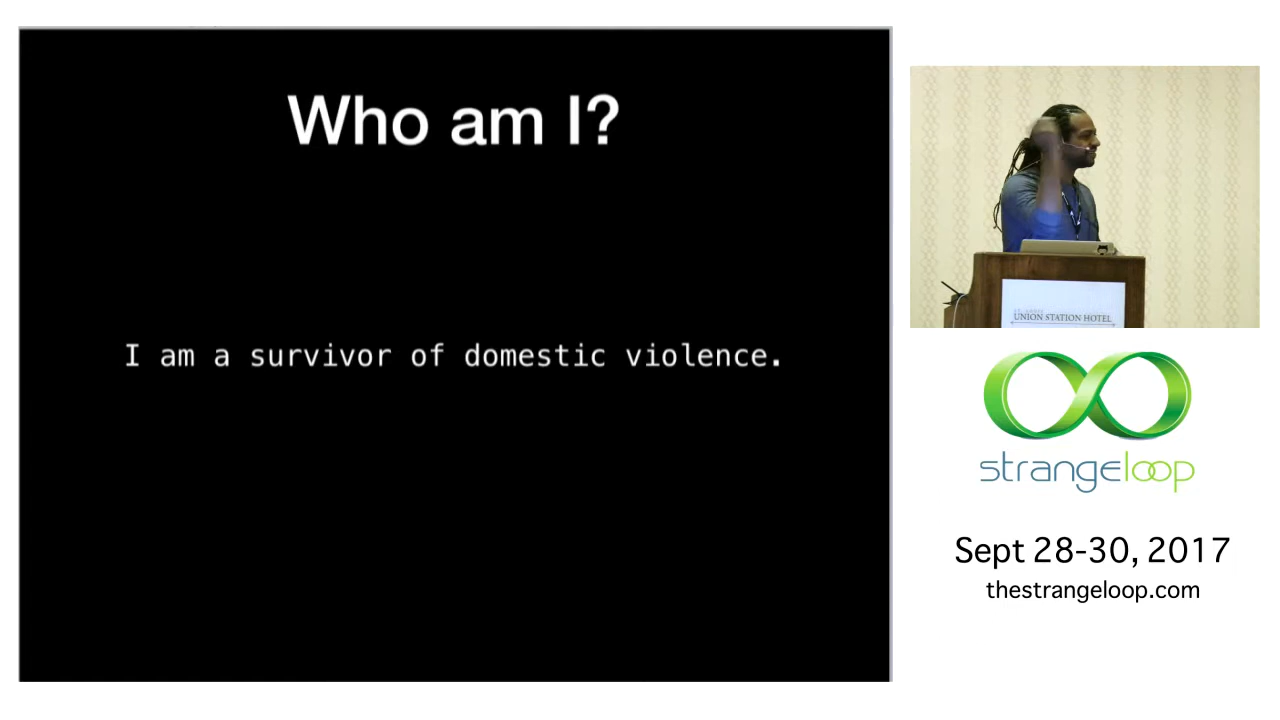 Who am I?
I am a survivor of domestic violence.
UNION STATION HOTEL
strangeloop
Sept 28-30, 2017
thestrangeloop.com